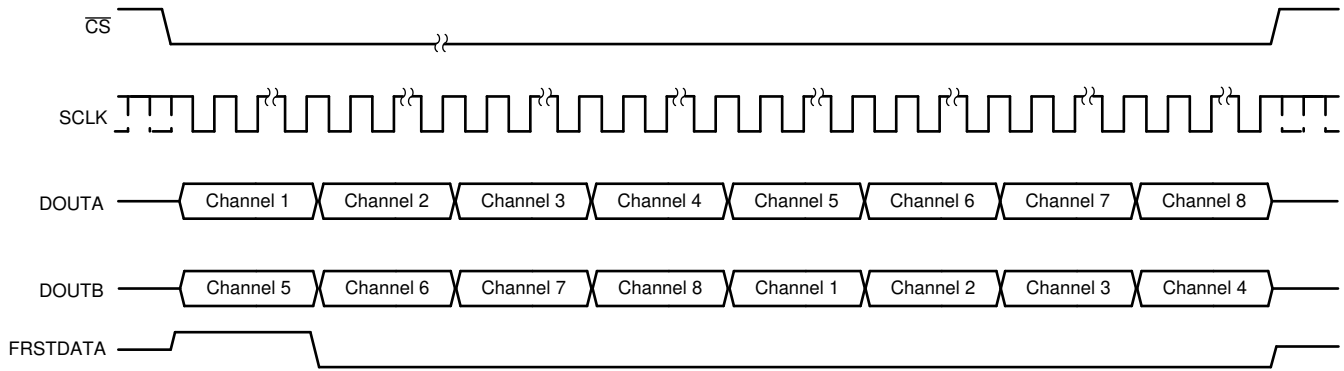 C̅S̅
SCLK
DOUTA Channel 1 Channel 2 Channel 3 Channel 4 Channel 5 Channel 6 Channel 7 Channel 8
DOUTB Channel 5 Channel 6 Channel 7 Channel 8 Channel 1 Channel 2 Channel 3 Channel 4
FRSTDATA